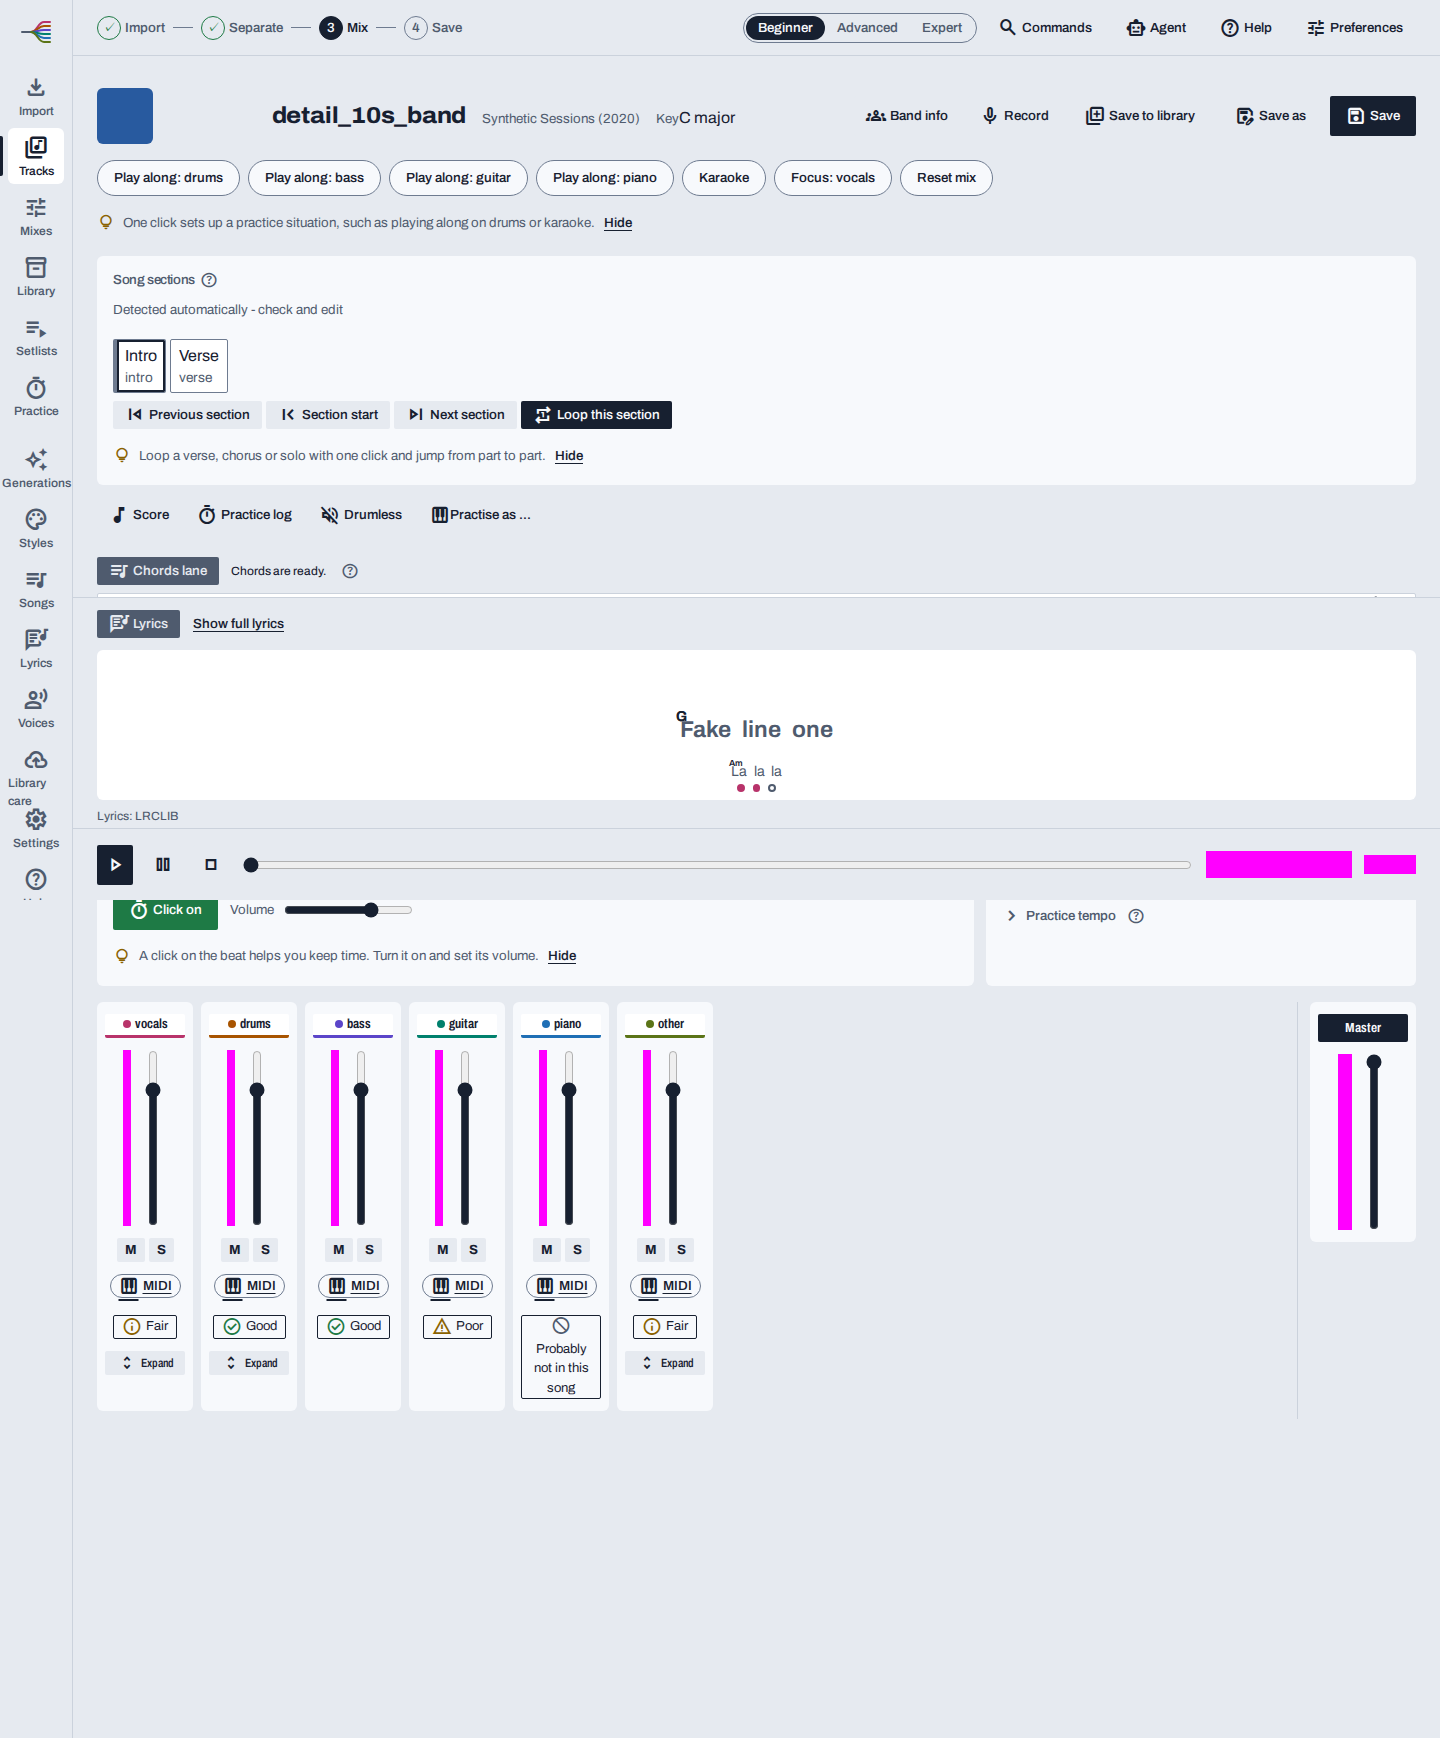 Import
Separate
3 Mix
4 Save
Beginner
Advanced
Expert
Commands
Agent
Help
Preferences
Import
Tracks
Mixes
Library
Setlists
Practice
Generations
Styles
Songs
Lyrics
Voices
Library
care
Settings
detail_10s_band
Synthetic Sessions (2020)
KeyC major
Band info
Record
Save to library
Save as
Save
Play along: drums
Play along: bass
Play along: guitar
Play along: piano
Karaoke
Focus: vocals
Reset mix
One click sets up a practice situation, such as playing along on drums or karaoke. Hide
Song sections
Detected automatically - check and edit
Intro
intro
Verse
verse
Previous section
Section start
Next section
Loop this section
Loop a verse, chorus or solo with one click and jump from part to part. Hide
Score
Practice log
Drumless
Practise as ...
Chords lane
Chords are ready.
Lyrics
Show full lyrics
G
Fake line one
Am
La la la
Lyrics: LRCLIB
Click on
Volume
A click on the beat helps you keep time. Turn it on and set its volume. Hide
Practice tempo
vocals
M S
MIDI
Fair
Expand
drums
M S
MIDI
Good
Expand
bass
M S
MIDI
Good
guitar
M S
MIDI
Poor
piano
M S
MIDI
Probably
not in this
song
other
M S
MIDI
Fair
Expand
Master